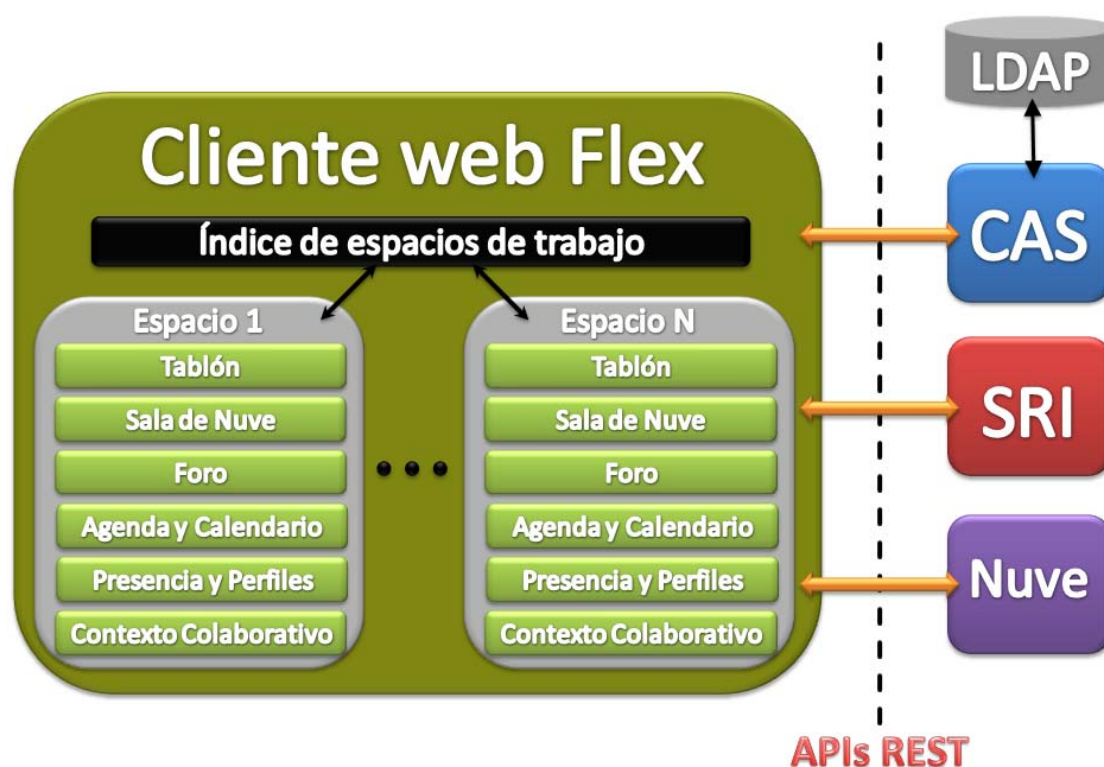 LDAP
Cliente web Flex
Índice de espacios de trabajo
CAS
Espacio 1
Tablón
Sala de Nuve
Foro
Agenda y Calendario
Presencia y Perfiles
Contexto Colaborativo
Espacio N
Tablón
Sala de Nuve
Foro
Agenda y Calendario
Presencia y Perfiles
Contexto Colaborativo
SRI
Nuve
APIs REST